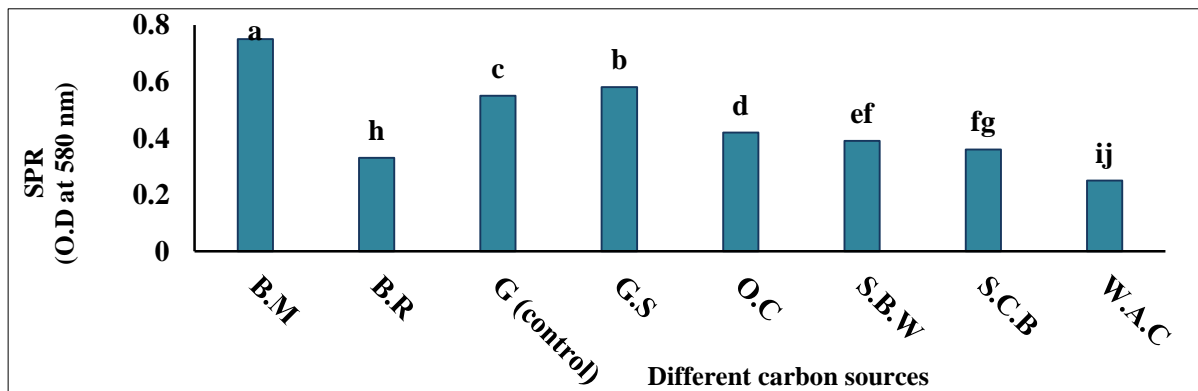 0.8
0.6
0.4
0.2
0
SPR
(O.D at 580 nm)
a
h
c
b
d
ef
fg
ij
B.M
B.R
G (control)
G.S
O.C
S.B.W
S.C.B
W.A.C
Different carbon sources